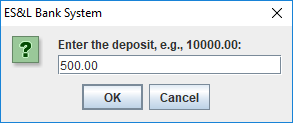 ES&L Bank System
Enter the deposit, e.g., 10000.00:
500.00
OK Cancel